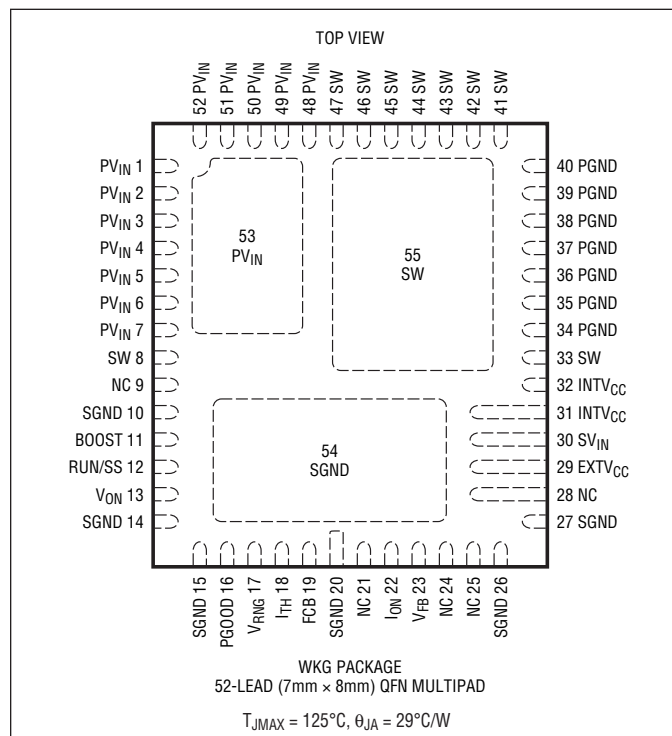 TOP VIEW
52 PVIN
51 PVIN
50 PVIN
49 PVIN
48 PVIN
47 SW
46 SW
45 SW
44 SW
43 SW
42 SW
41 SW
PVIN 1
PVIN 2
PVIN 3
PVIN 4
PVIN 5
PVIN 6
PVIN 7
SW 8
NC 9
SGND 10
BOOST 11
RUN/SS 12
VON 13
SGND 14
53
PVIN
55
SW
54
SGND
40 PGND
39 PGND
38 PGND
37 PGND
36 PGND
35 PGND
34 PGND
33 SW
32 INTVCC
31 INTVCC
30 SVIN
29 EXTVCC
28 NC
27 SGND
SGND 15
PGOOD 16
VRNG 17
ITH 18
FCB 19
SGND 20
NC 21
ION 22
VFB 23
NC 24
NC 25
SGND 26
WKG PACKAGE
52-LEAD (7mm × 8mm) QFN MULTIPAD
TJMAX = 125°C, θJA = 29°C/W